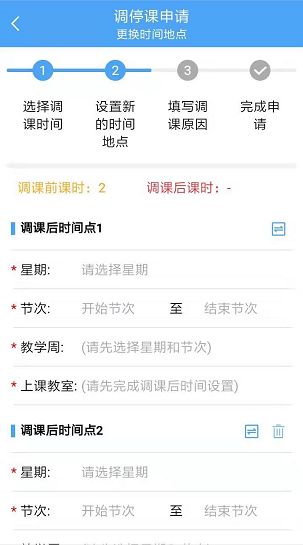 调停课申请
更换时间地点
1 2 3
选择调课时间 设置新的时间地点 填写调课原因 完成申请
调课前课时：2 调课后课时：-
调课后时间点1
* 星期: 请选择星期
* 节次: 开始节次 至 结束节次
* 教学周: (请先选择星期和节次)
* 上课教室: (请先完成调课后时间设置)
调课后时间点2
* 星期: 请选择星期
* 节次: 开始节次 至 结束节次